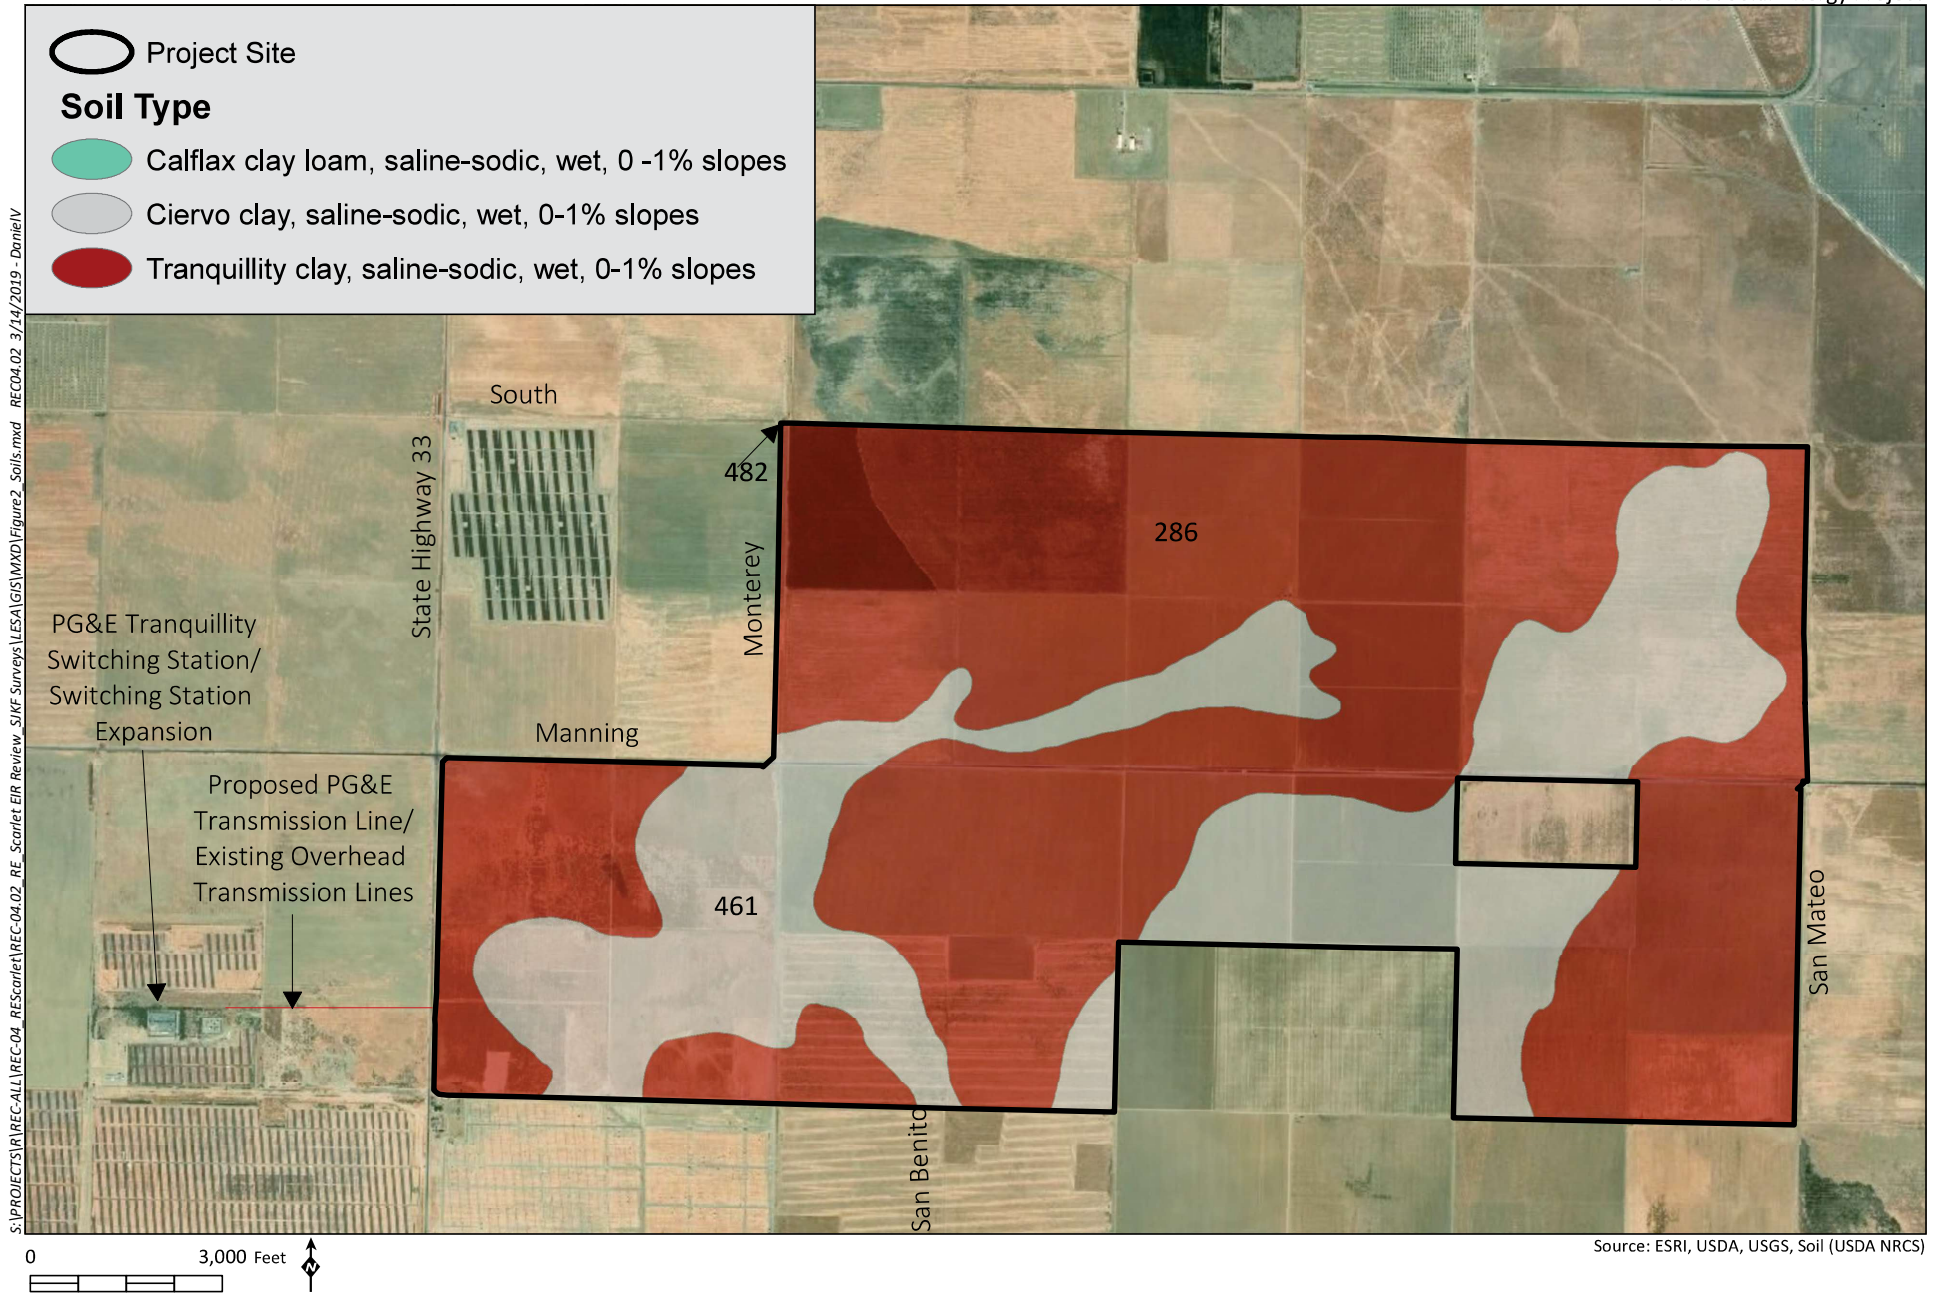 Project Site
Soil Type
Calflax clay loam, saline-sodic, wet, 0 -1% slopes
Ciervo clay, saline-sodic, wet, 0-1% slopes
Tranquillity clay, saline-sodic, wet, 0-1% slopes
South
State Highway 33
482
286
Monterey
PG&E Tranquillity
Switching Station/
Switching Station
Expansion
Manning
Proposed PG&E
Transmission Line/
Existing Overhead
Transmission Lines
461
San Mateo
San Benito
S:\PROJECTS\R\REC-ALL\REC-04_REScarlet\REC-04.02_RE_Scarlet EIR Review_SJKF Surveys\LESA\GIS\MXD\Figure2_Soils.mxd REC04.02 3/14/2019 - DanielV
0 3,000 Feet
N
Source: ESRI, USDA, USGS, Soil (USDA NRCS)